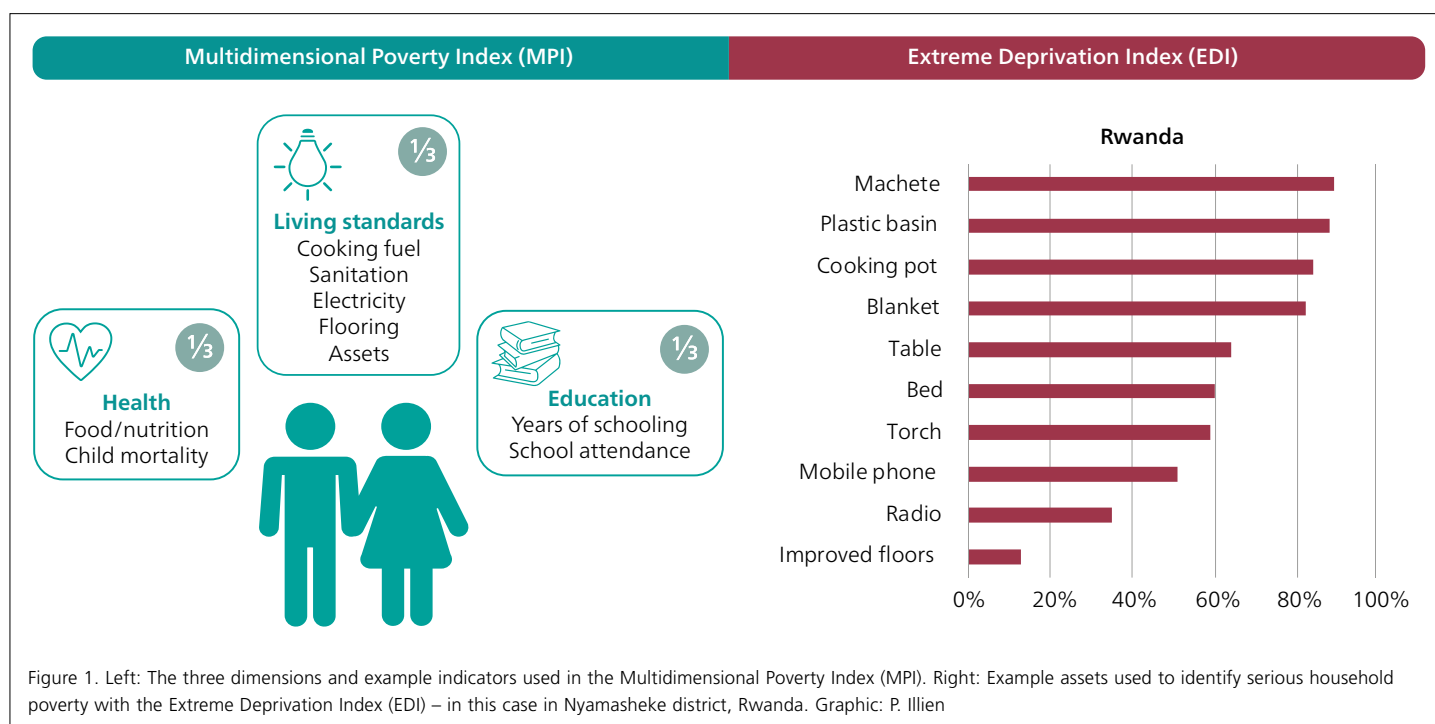 Multidimensional Poverty Index (MPI)
Extreme Deprivation Index (EDI)
⅓
Living standards
Cooking fuel
Sanitation
Electricity
Flooring
Assets
⅓
Health
Food/nutrition
Child mortality
⅓
Education
Years of schooling
School attendance
Rwanda
Machete
Plastic basin
Cooking pot
Blanket
Table
Bed
Torch
Mobile phone
Radio
Improved floors
0% 20% 40% 60% 80% 100%
Figure 1. Left: The three dimensions and example indicators used in the Multidimensional Poverty Index (MPI). Right: Example assets used to identify serious household
poverty with the Extreme Deprivation Index (EDI) – in this case in Nyamasheke district, Rwanda. Graphic: P. Illien